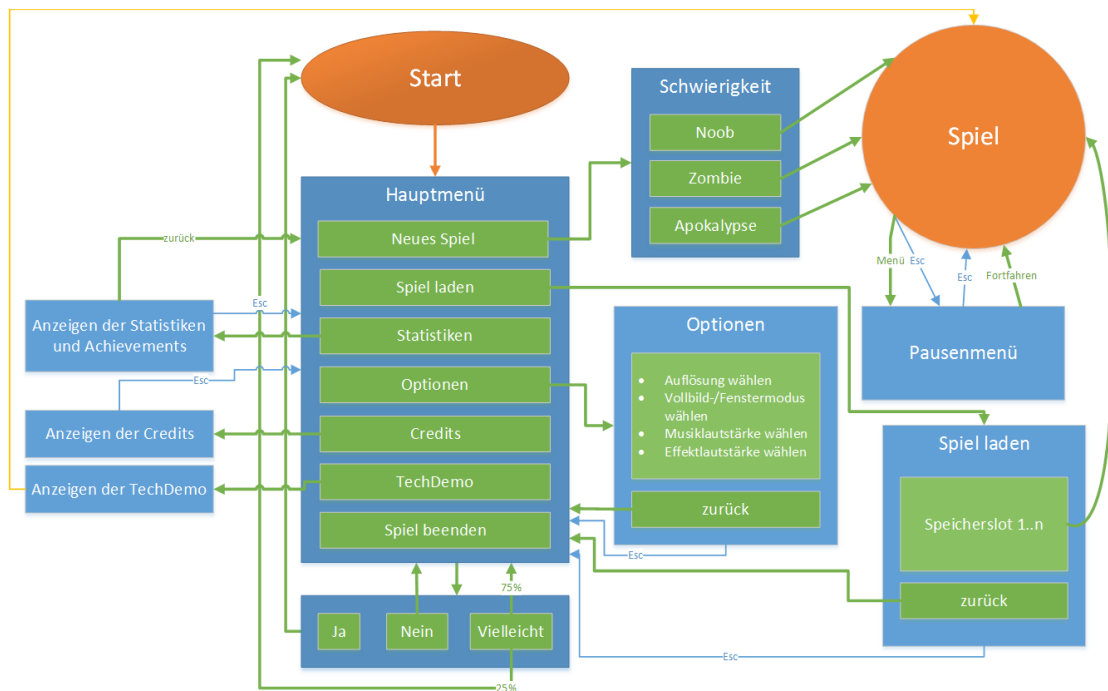 Start
Spiel
Schwierigkeit
Noob
Zombie
Apokalypse
Hauptmenü
Neues Spiel
Spiel laden
Statistiken
Optionen
Credits
TechDemo
Spiel beenden
zurück
Esc
Anzeigen der Statistiken
und Achievements
Esc
Anzeigen der Credits
Anzeigen der TechDemo
Menü
Esc
Esc
Fortfahren
Pausenmenü
Optionen
• Auflösung wählen
• Vollbild-/Fenstermodus
wählen
• Musiklautstärke wählen
• Effektlautstärke wählen
zurück
Esc
Spiel laden
Speicherslot 1..n
zurück
Esc
75%
Ja
Nein
Vielleicht
25%